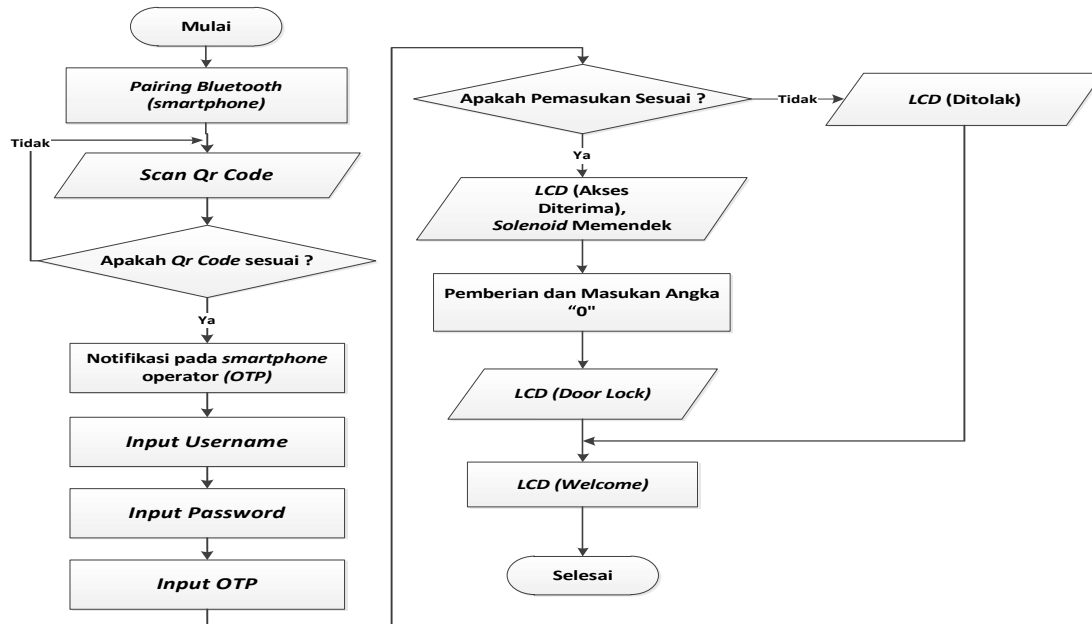 Mulai
Pairing Bluetooth
(smartphone)
Tidak
Scan Qr Code
Apakah Qr Code sesuai ?
Ya
Notifikasi pada smartphone
operator (OTP)
Input Username
Input Password
Input OTP
Apakah Pemasukan Sesuai ?
Tidak
LCD (Ditolak)
Ya
LCD (Akses
Diterima),
Solenoid Memendek
Pemberian dan Masukan Angka
“0"
LCD (Door Lock)
LCD (Welcome)
Selesai